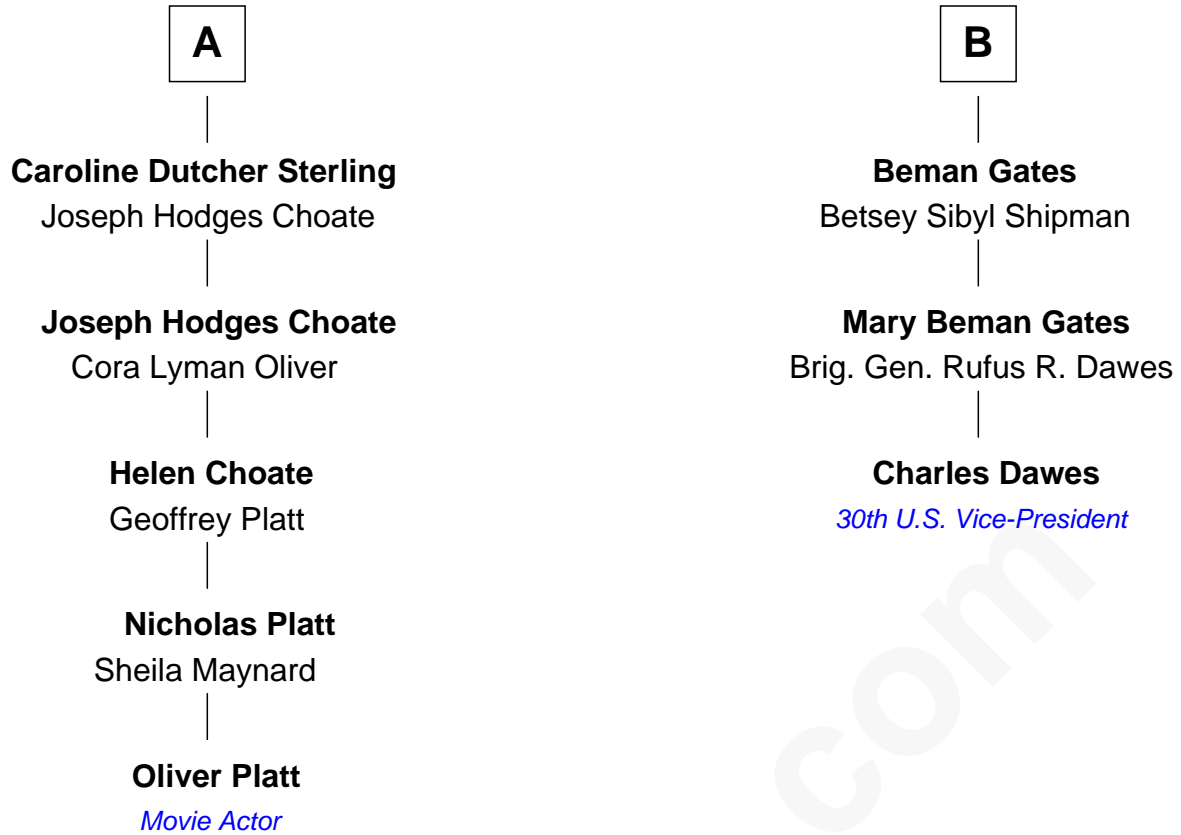 A
Caroline Dutcher Sterling
Joseph Hodges Choate
Joseph Hodges Choate
Cora Lyman Oliver
Helen Choate
Geoffrey Platt
Nicholas Platt
Sheila Maynard
Oliver Platt
Movie Actor
B
Beman Gates
Betsey Sibyl Shipman
Mary Beman Gates
Brig. Gen. Rufus R. Dawes
Charles Dawes
30th U.S. Vice-President
com